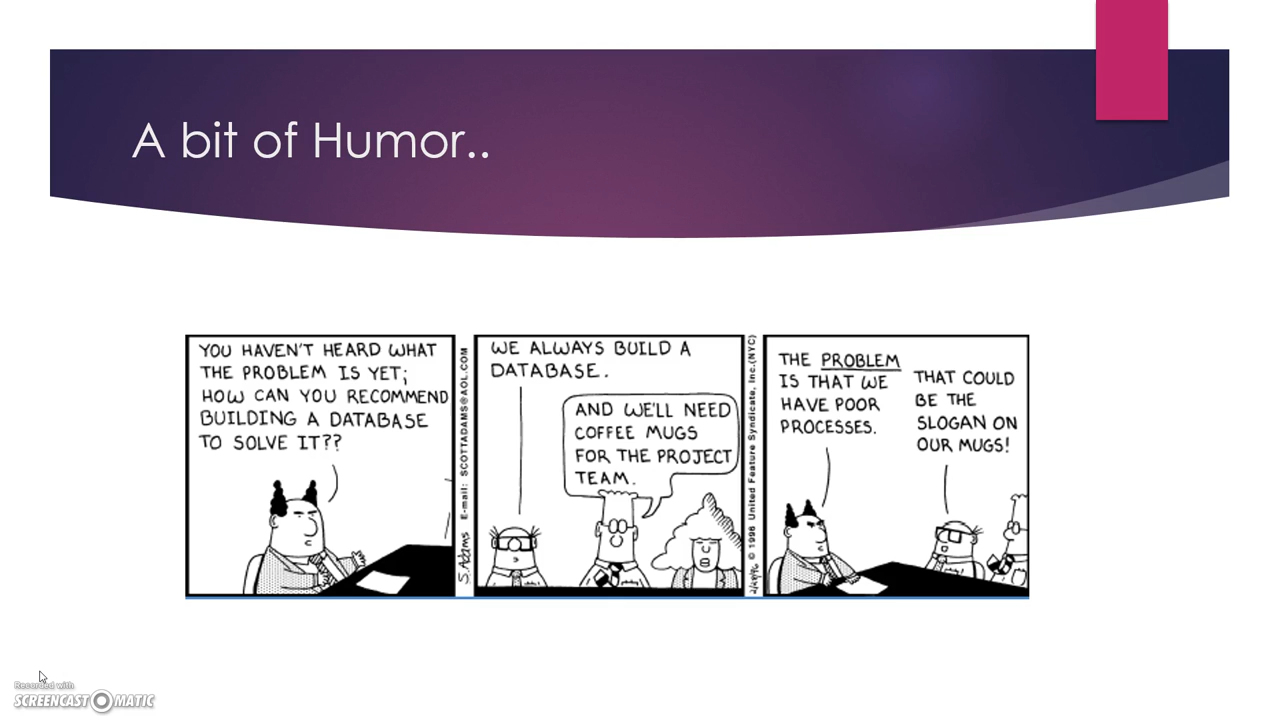 A bit of Humor..
YOU HAVEN'T HEARD WHAT
THE PROBLEM IS YET;
HOW CAN YOU RECOMMEND
BUILDING A DATABASE
TO SOLVE IT??
S.Adams E-mail: SCOTTADAMS@AOL.COM
WE ALWAYS BUILD A
DATABASE.
AND WE'LL NEED
COFFEE MUGS
FOR THE PROJECT
TEAM.
© 1996 United Feature Syndicate, Inc.(NYC)
THE PROBLEM
IS THAT WE
HAVE POOR
PROCESSES.
THAT COULD
BE THE
SLOGAN ON
OUR MUGS!
Recorded with
SCREENCAST MATIC